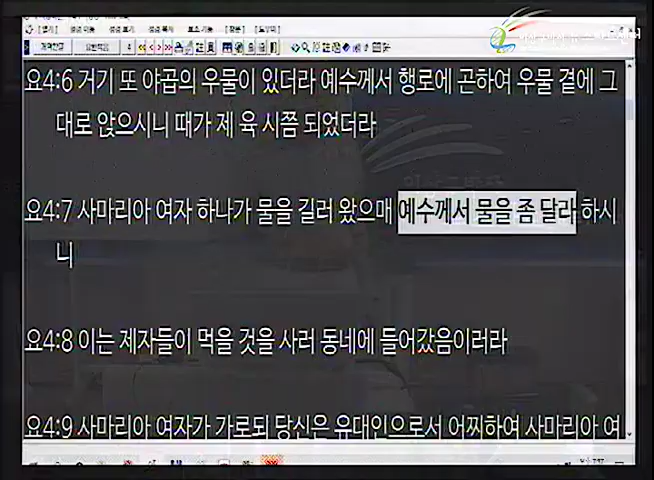 개역한글
요4:6 거기 또 야곱의 우물이 있더라 예수께서 행로에 곤하여 우물 곁에 그
대로 앉으시니 때가 제 육 시쯤 되었더라
요4:7 사마리아 여자 하나가 물을 길러 왔으매 예수께서 물을 좀 달라 하시
니
요4:8 이는 제자들이 먹을 것을 사러 동네에 들어갔음이러라
요4:9 사마리아 여자가 가로되 당신은 유대인으로서 어찌하여 사마리아 여